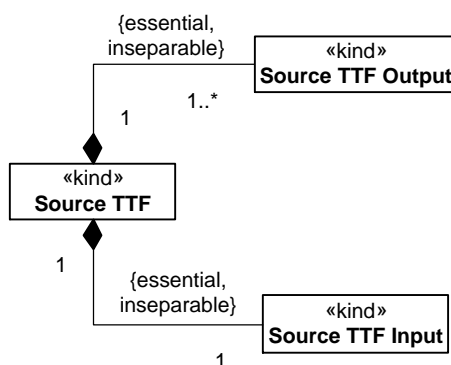 {essential,
inseparable}
«kind»
Source TTF Output
1..*
1
«kind»
Source TTF
1
{essential,
inseparable}
«kind»
Source TTF Input
1